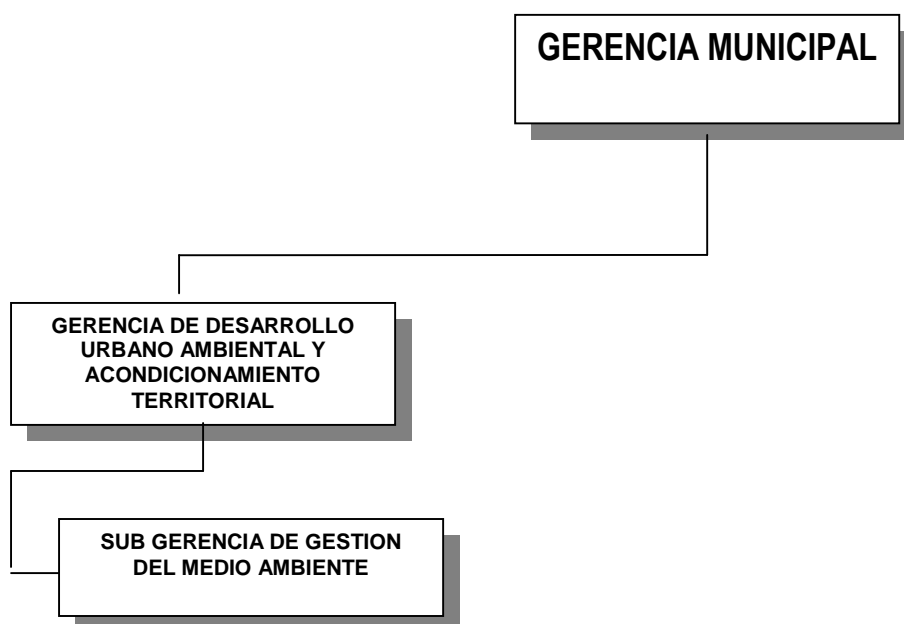 GERENCIA MUNICIPAL
GERENCIA DE DESARROLLO
URBANO AMBIENTAL Y
ACONDICIONAMIENTO
TERRITORIAL
SUB GERENCIA DE GESTION
DEL MEDIO AMBIENTE